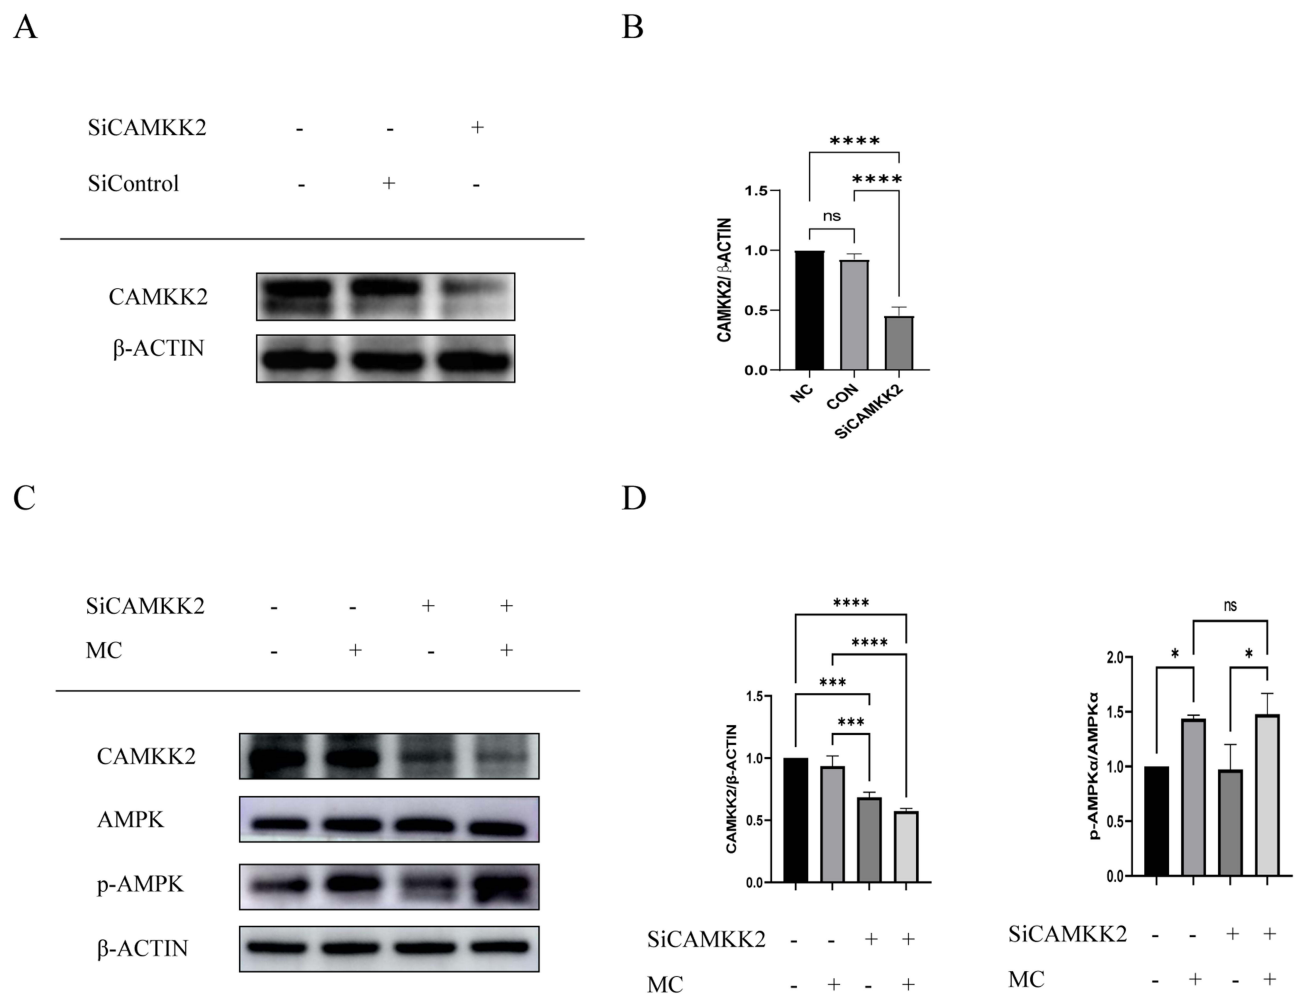 A
SiCAMKK2 - - +
SiControl - + -
CAMKK2
β-ACTIN
B
****
****
ns
CAMKK2/ β-ACTIN
1.5
1.0
0.5
0.0
NC CON SiCAMKK2
C
SiCAMKK2 - - + +
MC - + - +
CAMKK2
AMPK
p-AMPK
β-ACTIN
D
****
****
***
***
CAMKK2/β-ACTIN
1.5
1.0
0.5
0.0
SiCAMKK2 - - + +
MC - + - +
ns
* *
p-AMPKα/AMPKα
2.0
1.5
1.0
0.5
0.0
SiCAMKK2 - - + +
MC - + - +